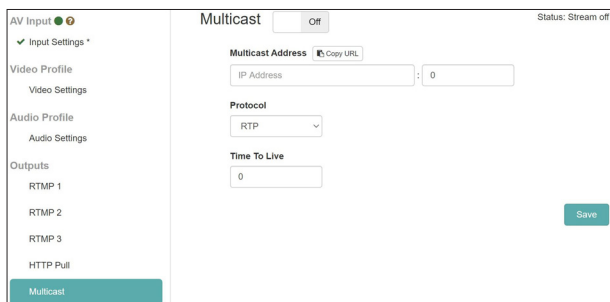 AV Input
Input Settings *
Video Profile
Video Settings
Audio Profile
Audio Settings
Outputs
RTMP 1
RTMP 2
RTMP 3
HTTP Pull
Multicast
Multicast Off
Status: Stream off
Multicast Address Copy URL
IP Address : 0
Protocol
RTP
Time To Live
0
Save